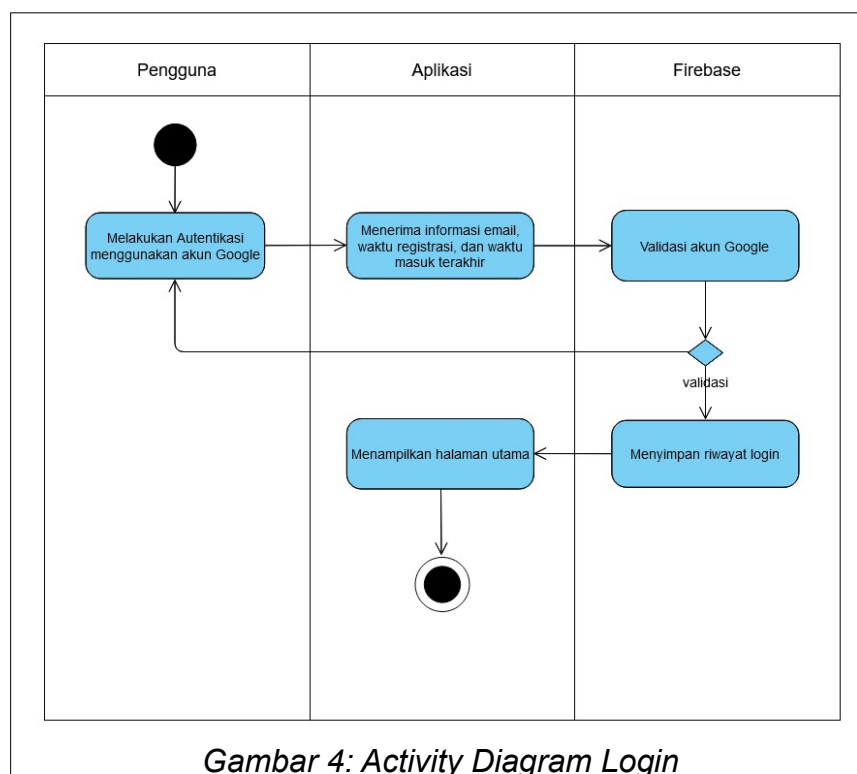 Pengguna
Aplikasi
Firebase
Melakukan Autentikasi
menggunakan akun Google
Menerima informasi email,
waktu registrasi, dan waktu
masuk terakhir
Validasi akun Google
validasi
Menampilkan halaman utama
Menyimpan riwayat login
Gambar 4: Activity Diagram Login